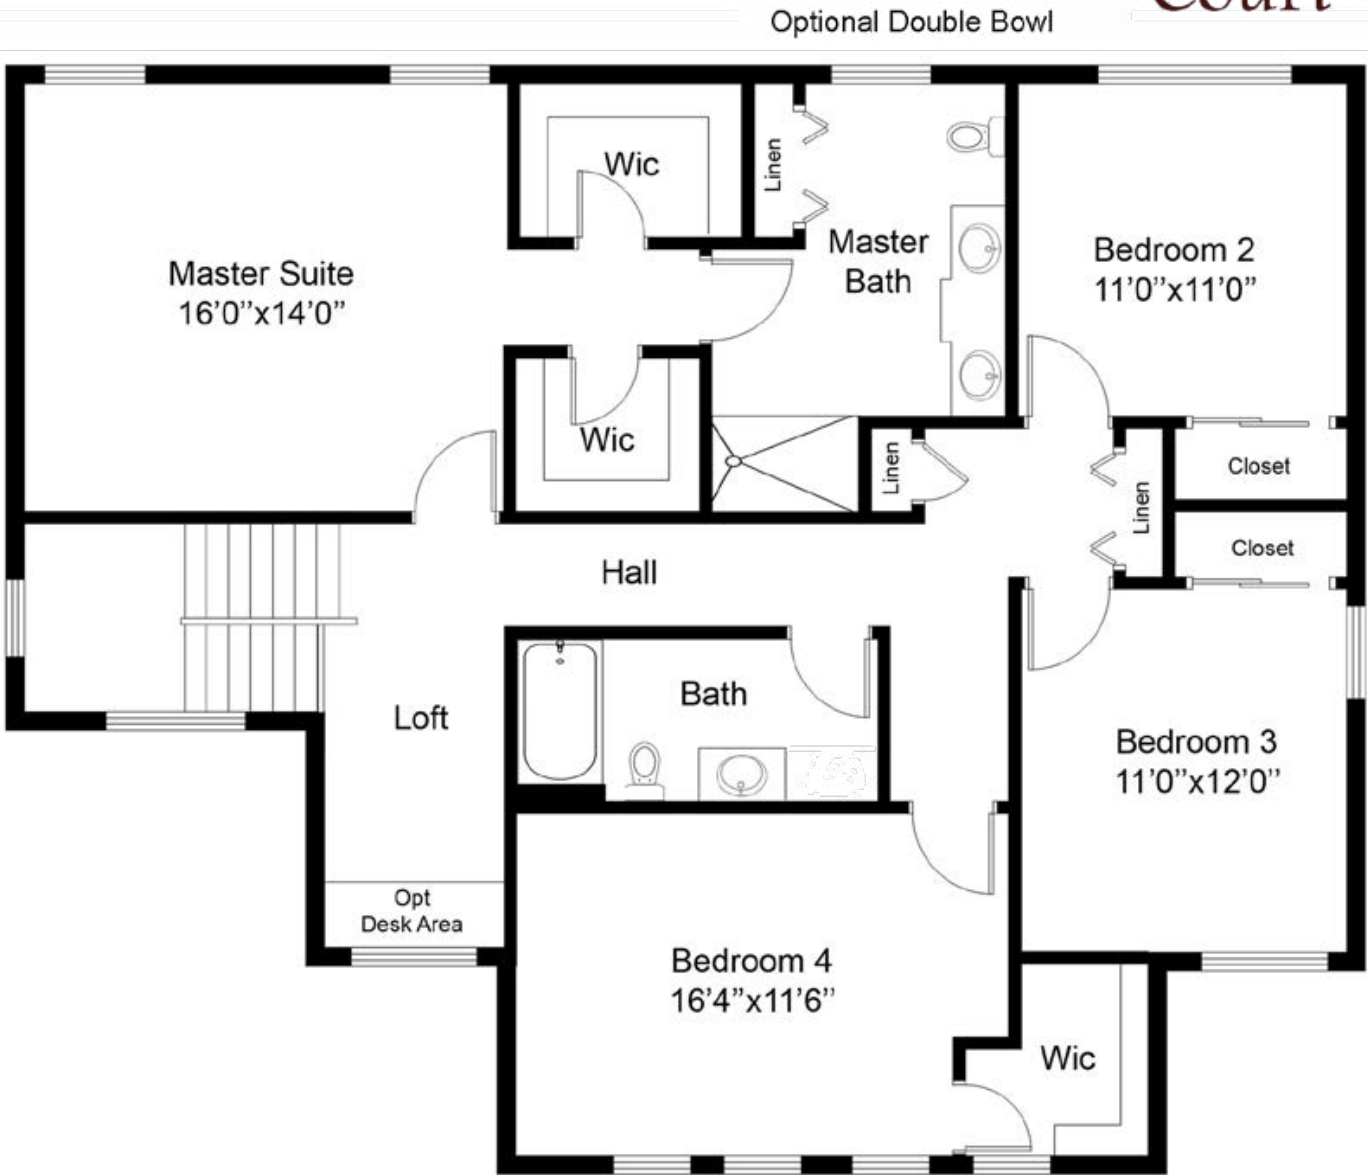 Court
Optional Double Bowl
Wic
Linen
Master
Bath
Bedroom 2
11'0"x11'0"
Master Suite
16'0"x14'0"
Wic
Linen
Closet
Linen
Closet
Hall
Bath
Loft
Bedroom 3
11'0"x12'0"
Opt
Desk Area
Bedroom 4
16'4"x11'6"
Wic